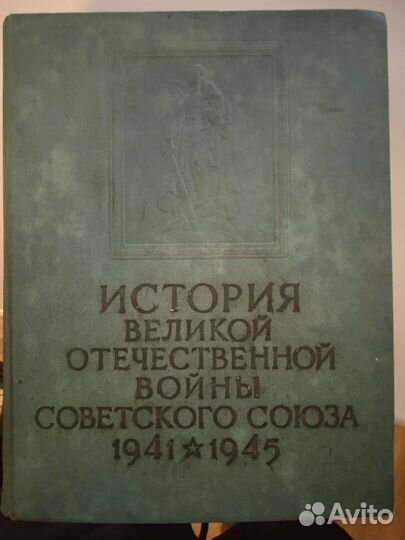 ИСТОРИЯ
ВЕЛИКОЙ
ОТЕЧЕСТВЕННОЙ
ВОЙНЫ
СОВЕТСКОГО СОЮЗА
1941★1945
Avito